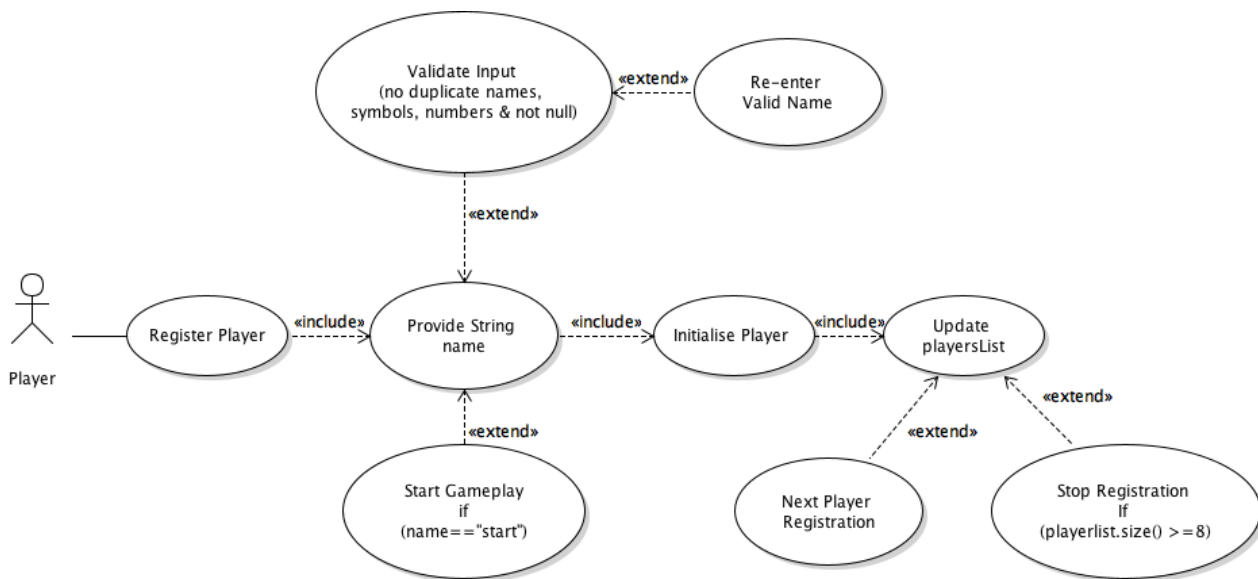 Validate Input
(no duplicate names,
symbols, numbers & not null)
«extend»
Re-enter
Valid Name
«extend»
Player
Register Player
«include»
Provide String
name
«include»
Initialise Player
«include»
Update
playersList
«extend»
«extend»
«extend»
Start Gameplay
if
(name=="start")
Next Player
Registration
Stop Registration
If
(playerlist.size() >=8)